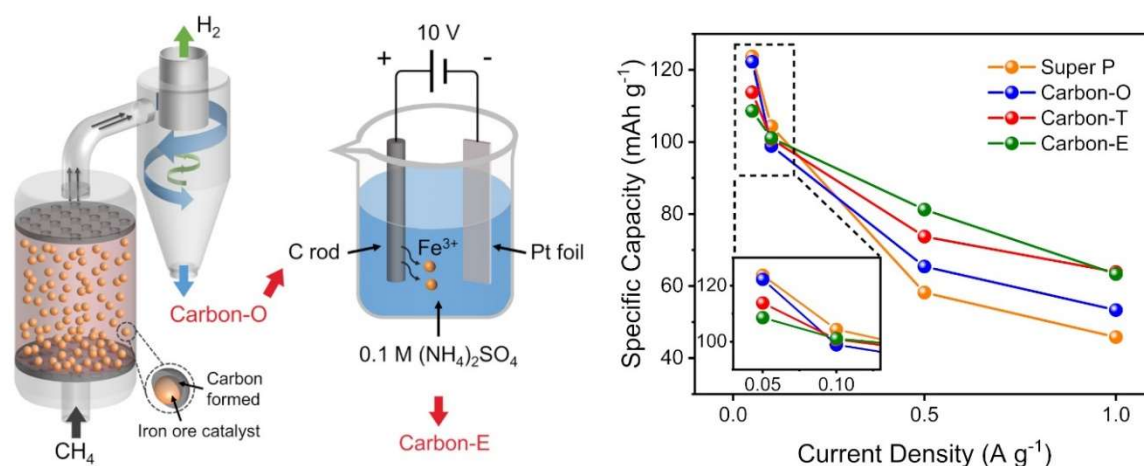 H₂
CH₄
Carbon-O
Carbon
formed
Iron ore catalyst
10 V
+
-
C rod
Fe³⁺
Pt foil
0.1 M (NH₄)₂SO₄
Carbon-E
Specific Capacity (mAh g⁻¹)
120
100
80
60
40
Super P
Carbon-O
Carbon-T
Carbon-E
120
100
0.05
0.10
0.0
0.5
1.0
Current Density (A g⁻¹)